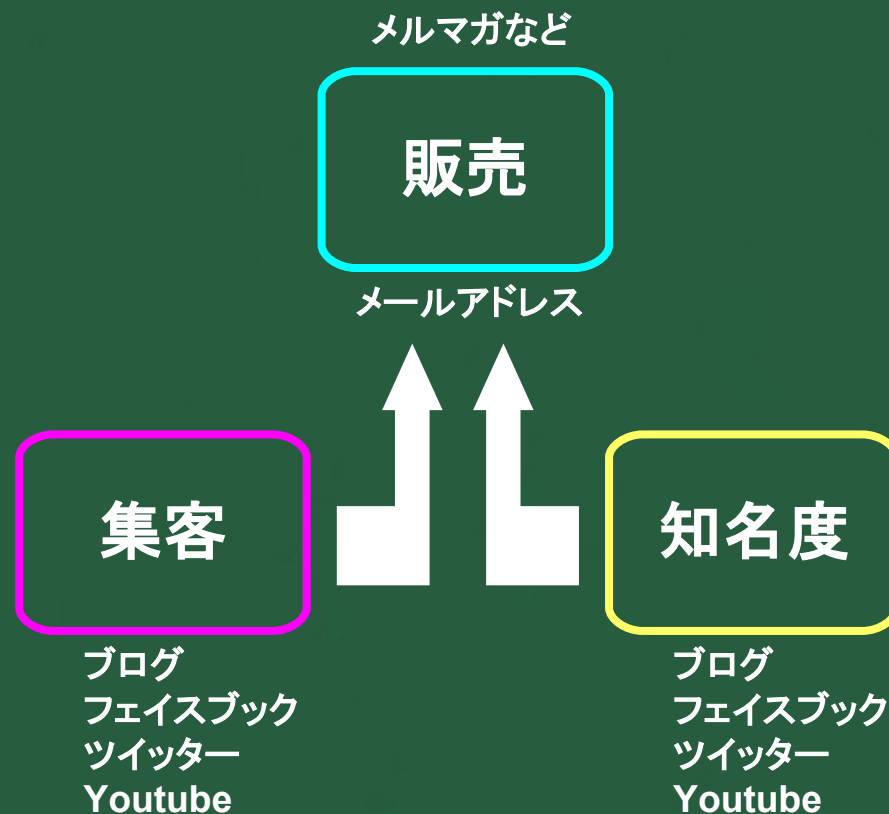 メルマガなど
販売
メールアドレス
集客
知名度
ブログ
フェイスブック
ツイッター
Youtube
ブログ
フェイスブック
ツイッター
Youtube